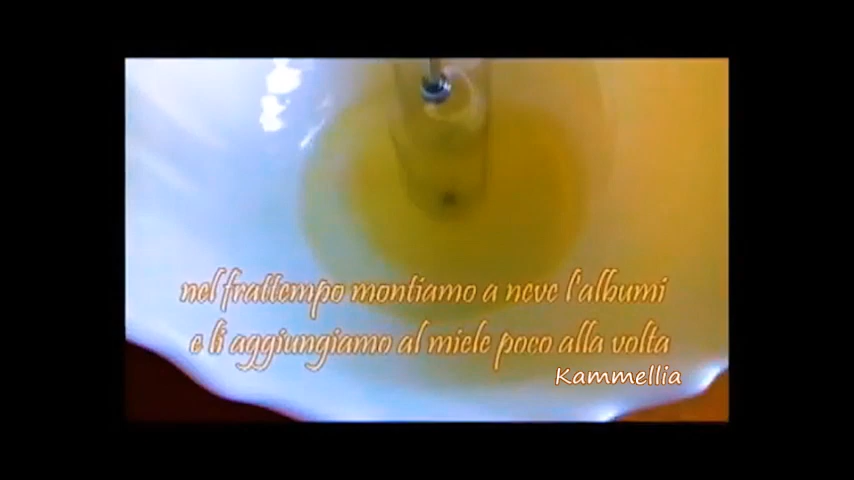 nel frattempo montiamo a neve l'albumi
e li aggiungiamo al miele poco alla volta
Kammellia